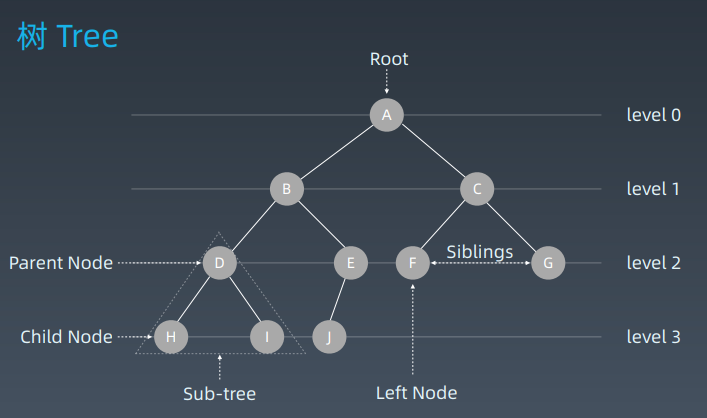 树 Tree
Root
A
level 0
B
C
level 1
Siblings
Parent Node
D
E
F
G
level 2
Child Node
H
I
J
level 3
Sub-tree
Left Node